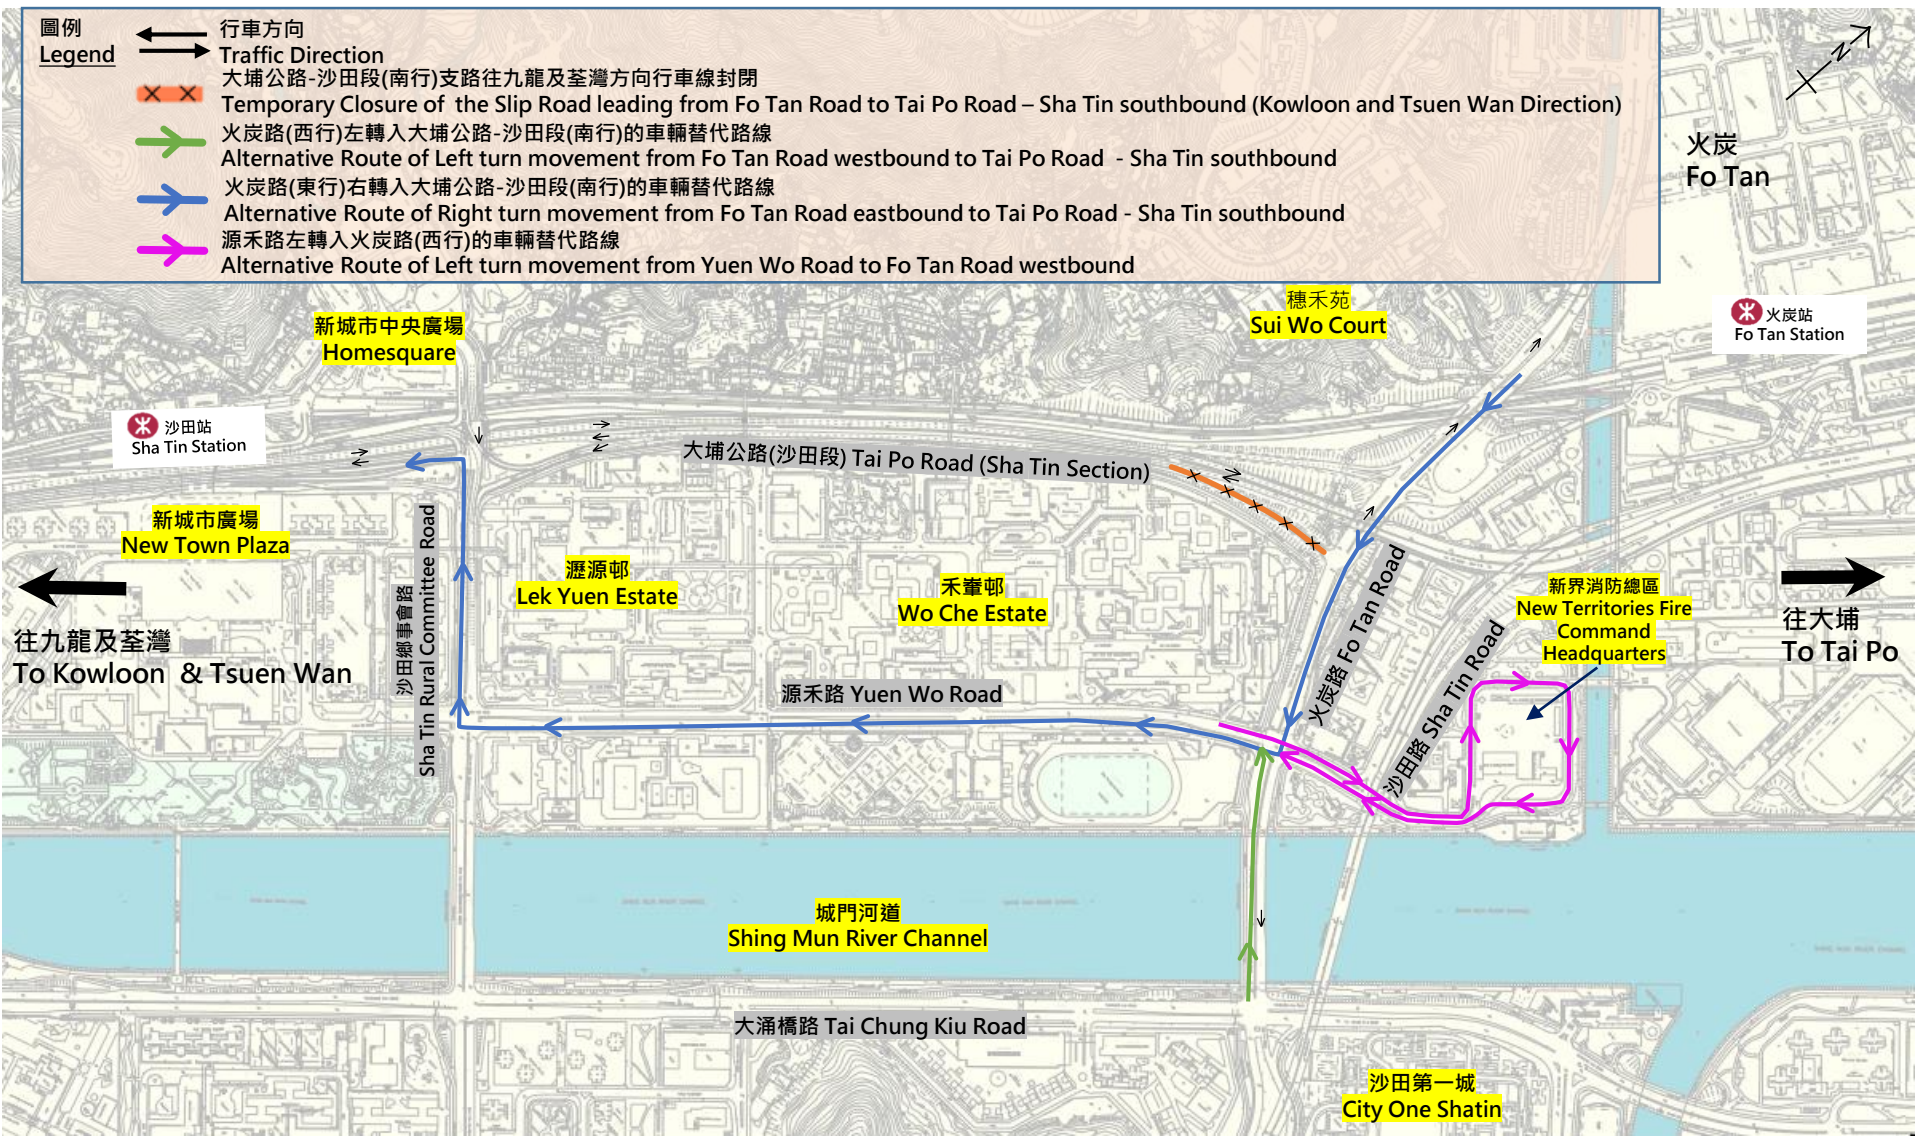 圖例
Legend
行車方向
Traffic Direction
大埔公路-沙田段(南行)支路往九龍及荃灣方向行車線封閉
Temporary Closure of the Slip Road leading from Fo Tan Road to Tai Po Road – Sha Tin southbound (Kowloon and Tsuen Wan Direction)
火炭路(西行)左轉入大埔公路-沙田段(南行)的車輛替代路線
Alternative Route of Left turn movement from Fo Tan Road westbound to Tai Po Road - Sha Tin southbound
火炭路(東行)右轉入大埔公路-沙田段(南行)的車輛替代路線
Alternative Route of Right turn movement from Fo Tan Road eastbound to Tai Po Road - Sha Tin southbound
源禾路左轉入火炭路(西行)的車輛替代路線
Alternative Route of Left turn movement from Yuen Wo Road to Fo Tan Road westbound
N
火炭
Fo Tan
穗禾苑
Sui Wo Court
火炭站
Fo Tan Station
新城市中央廣場
Homesquare
沙田站
Sha Tin Station
大埔公路(沙田段) Tai Po Road (Sha Tin Section)
新城市廣場
New Town Plaza
沙田鄉事會路
Sha Tin Rural Committee Road
瀝源邨
Lek Yuen Estate
禾輋邨
Wo Che Estate
火炭路 Fo Tan Road
沙田路 Sha Tin Road
新界消防總區
New Territories Fire
Command
Headquarters
往九龍及荃灣
To Kowloon & Tsuen Wan
往大埔
To Tai Po
源禾路 Yuen Wo Road
城門河道
Shing Mun River Channel
大涌橋路 Tai Chung Kiu Road
沙田第一城
City One Shatin